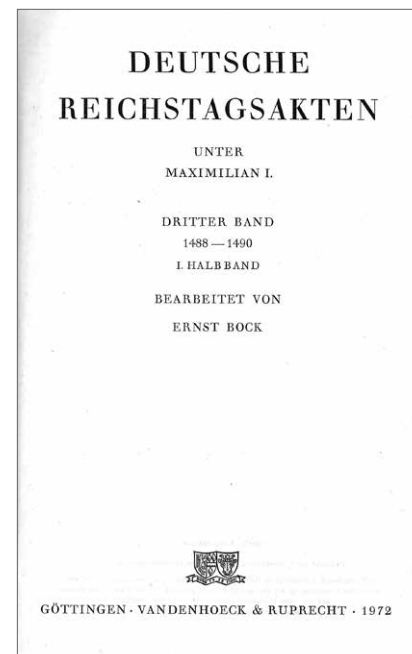 DEUTSCHE
REICHSTAGSAKTEN
UNTER
MAXIMILIAN I.
DRITTER BAND
1488 — 1490
I. HALBBAND
BEARBEITET VON
ERNST BOCK
GÖTTINGEN · VANDENHOECK & RUPRECHT · 1972